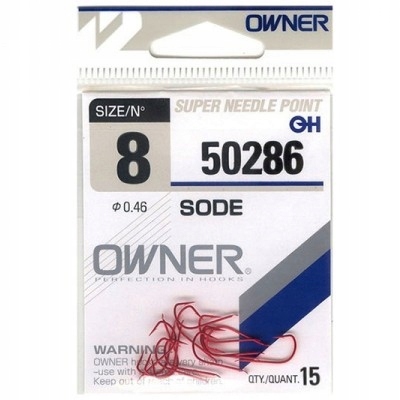 OWNER
SIZE/Nº
SUPER NEEDLE POINT
8
50286
Φ 0.46
SODE
OWNER®
PERFECTION IN HOOKS
WARNING
OWNER
–use with
Keep out of
QTY./QUANT. 15